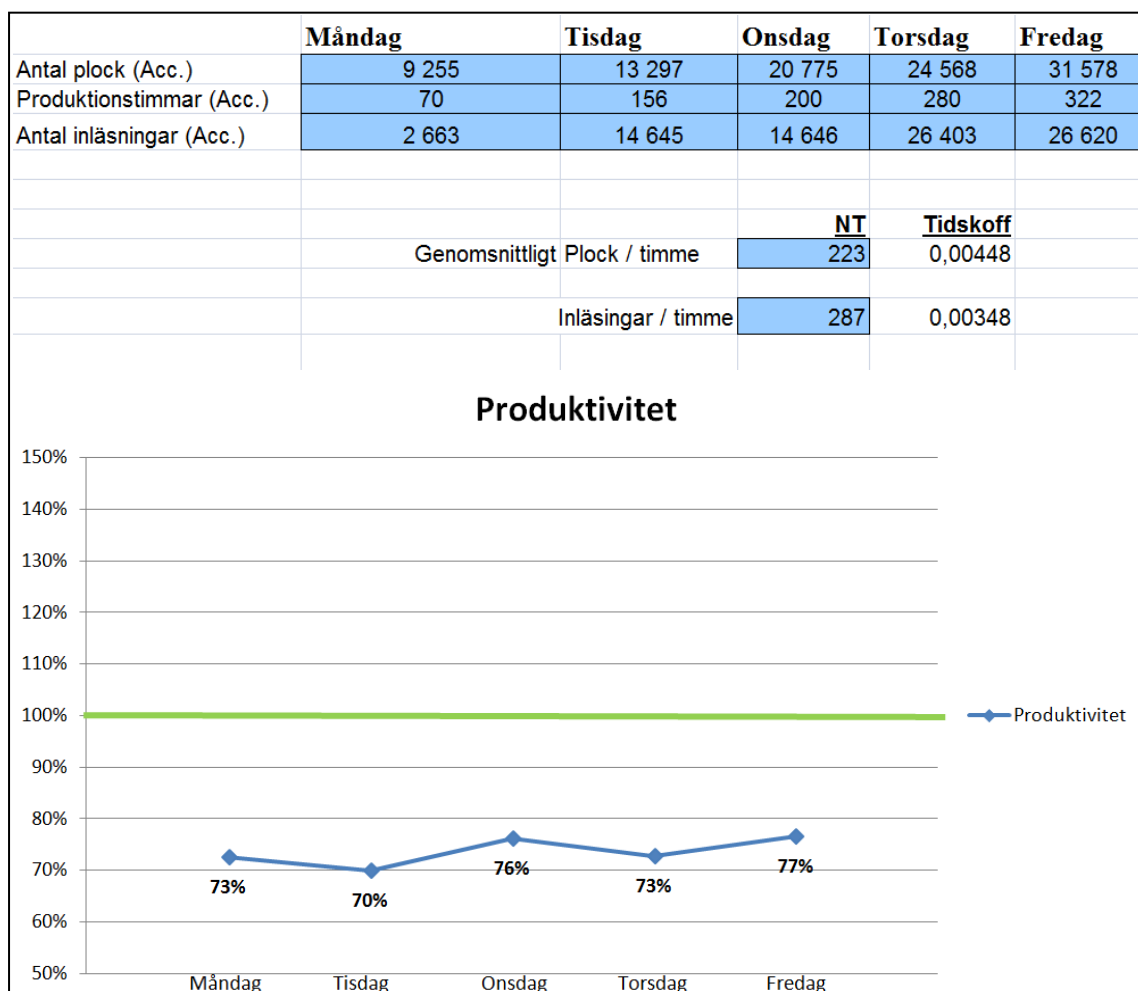 Måndag Tisdag Onsdag Torsdag Fredag
Antal plock (Acc.) 9 255 13 297 20 775 24 568 31 578
Produktionstimmar (Acc.) 70 156 200 280 322
Antal inläsningar (Acc.) 2 663 14 645 14 646 26 403 26 620
NT Tidskoff
Genomsnittligt Plock / timme 223 0,00448
Inläsingar / timme 287 0,00348
Produktivitet
150%
140%
130%
120%
110%
100%
90%
80%
70%
60%
50%
73% 70% 76% 73% 77%
Produktivitet
Måndag Tisdag Onsdag Torsdag Fredag